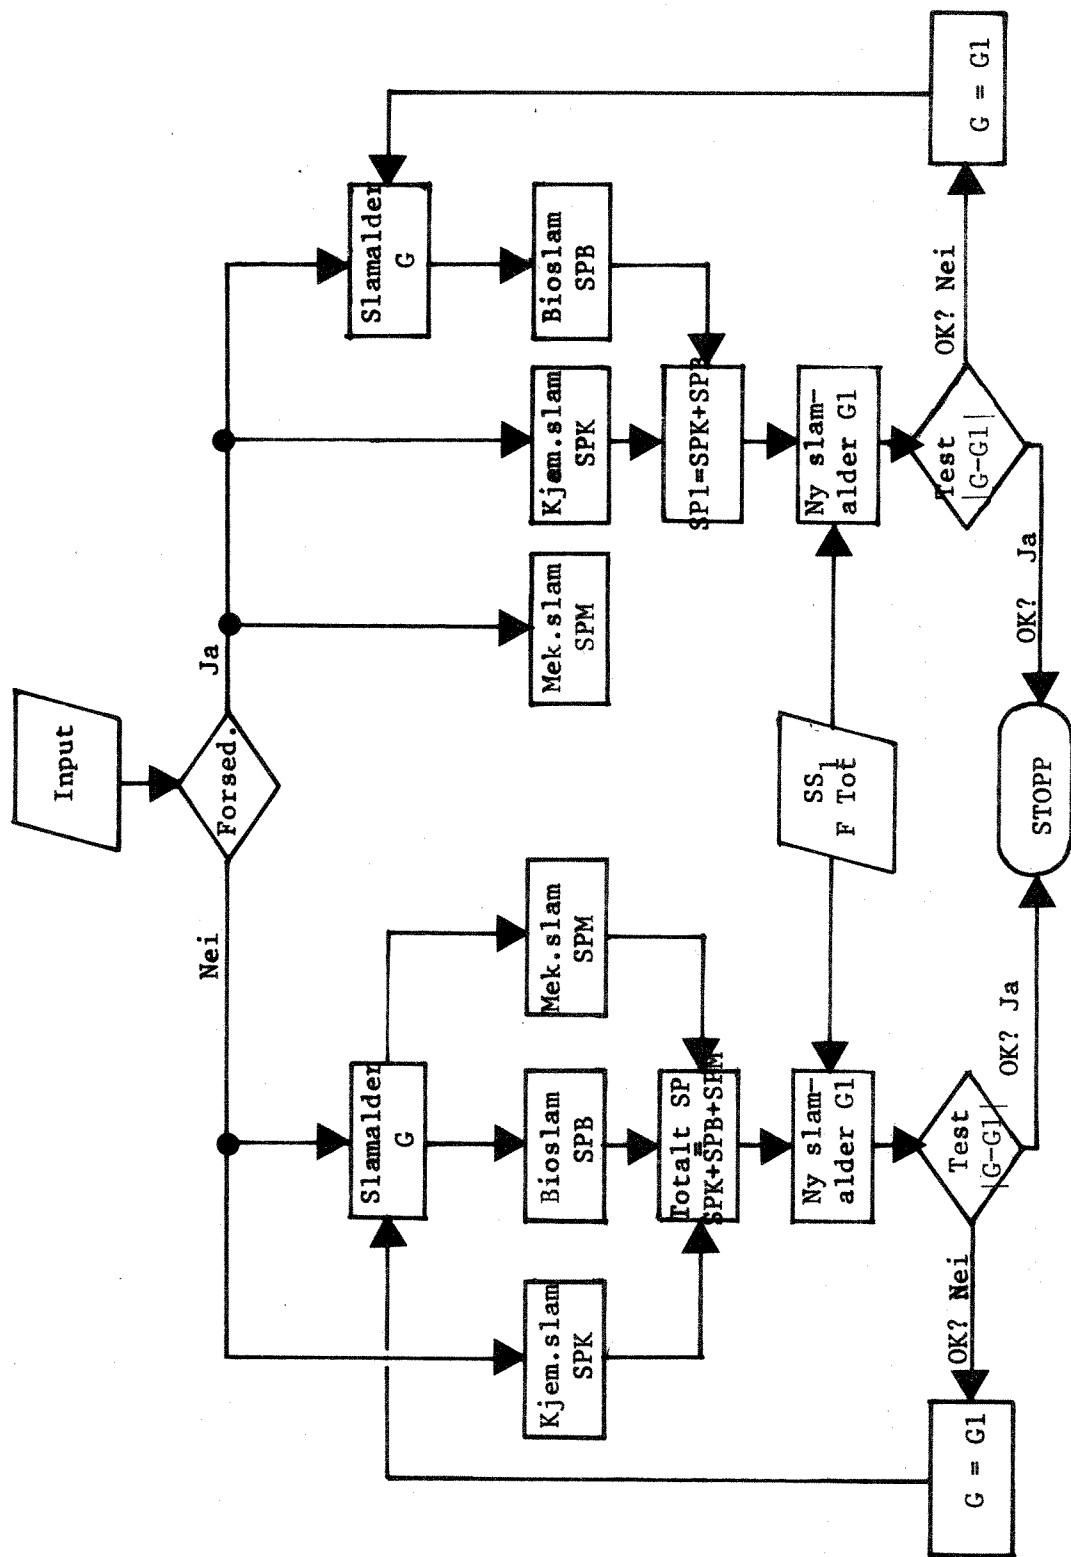 Input
Forsed.
Nei
Ja
Slamalder
G
Slamalder
G
Kjem.slam
SPK
Bioslam
SPB
Mek.slam
SPM
Mek.slam
SPM
Kjem.slam
SPK
Bioslam
SPB
Totalt SP
=
SPK+SPB+SPM
SP1=SPK+SPB
Ny slam-
alder G1
SS1
F Tot
Ny slam-
alder G1
G = G1
OK? Nei
Test
|G-G1|
OK? Ja
STOPP
OK? Ja
Test
|G-G1|
OK? Nei
G = G1